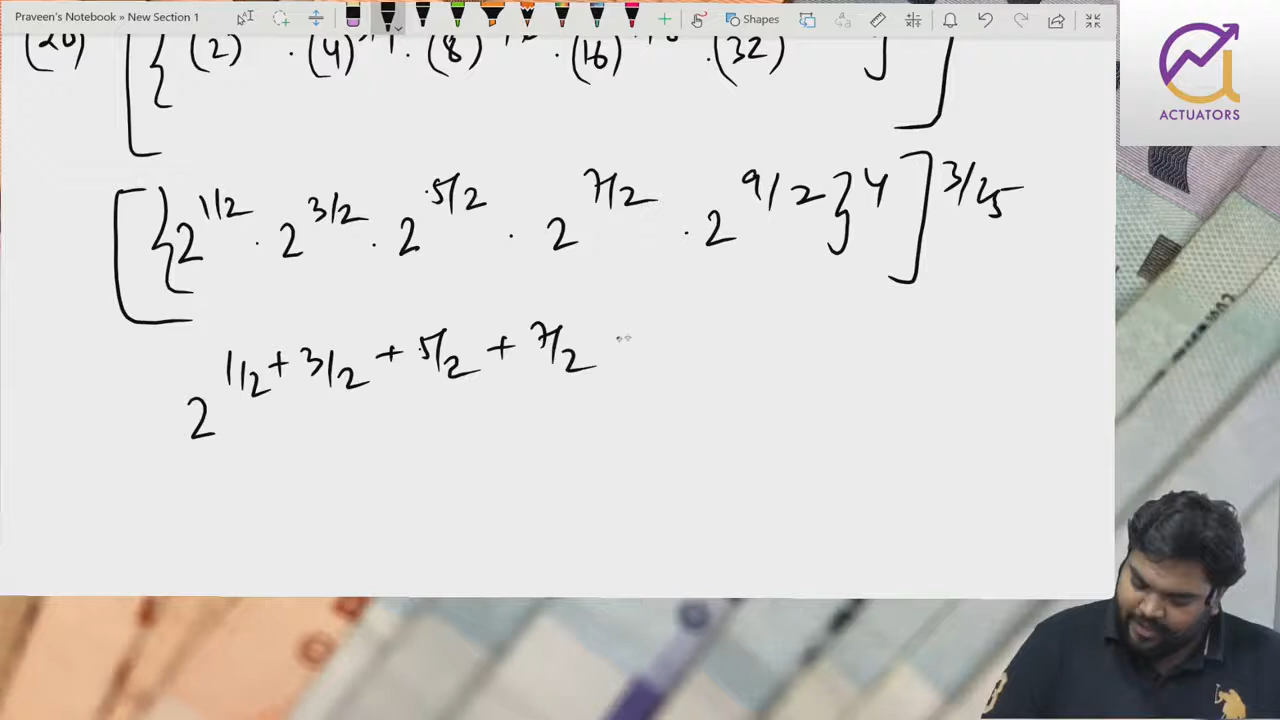 Praveen's Notebook » New Section 1
Shapes
ACTUATORS
(20) [{(2) · (4) · (8) · (16) · (32) }]
[{2^1/2 · 2^3/2 · 2^5/2 · 2^7/2 · 2^9/2}^4]^3/25
2^1/2 + 3/2 + 5/2 + 7/2